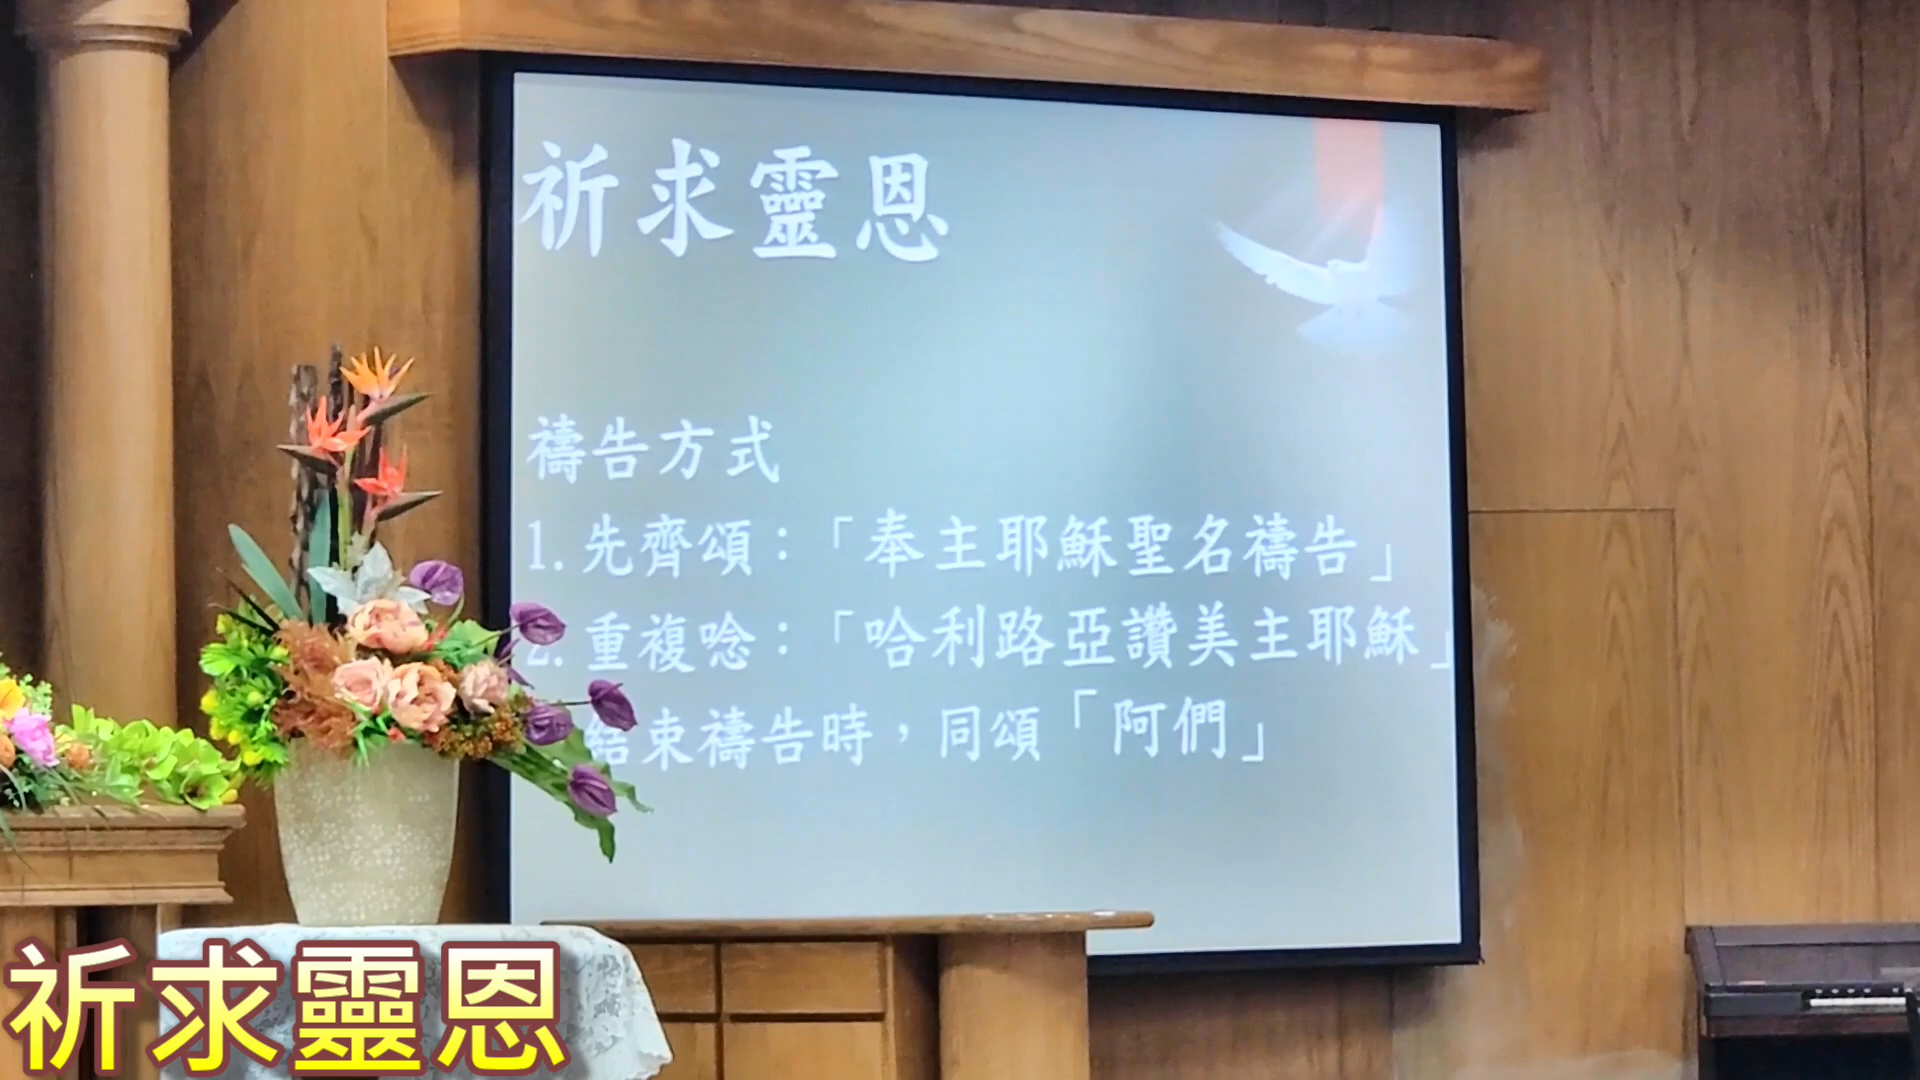 祈求靈恩
禱告方式
1.先齊頌：「奉主耶穌聖名禱告」
2.重複唸：「哈利路亞讚美主耶穌」
結束禱告時，同頌「阿們」
祈求靈恩